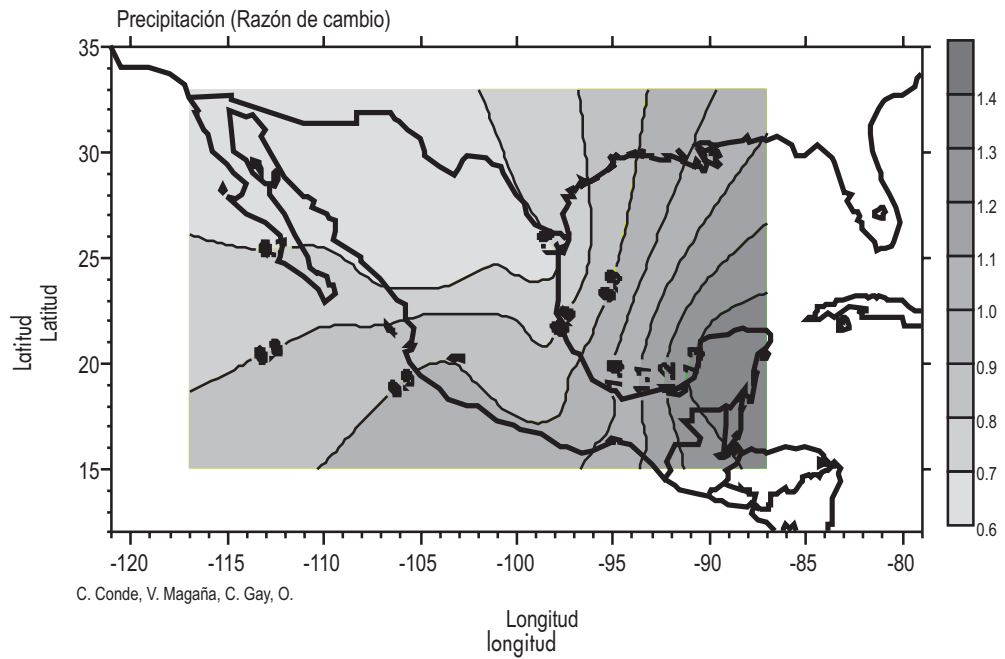 Precipitación (Razón de cambio)
35
30
25
20
15
Latitud
Latitud
1.4
1.3
1.2
1.1
1.0
0.9
0.8
0.7
0.6
-120 -115 -110 -105 -100 -95 -90 -85 -80
C. Conde, V. Magaña, C. Gay, O.
Longitud
longitud